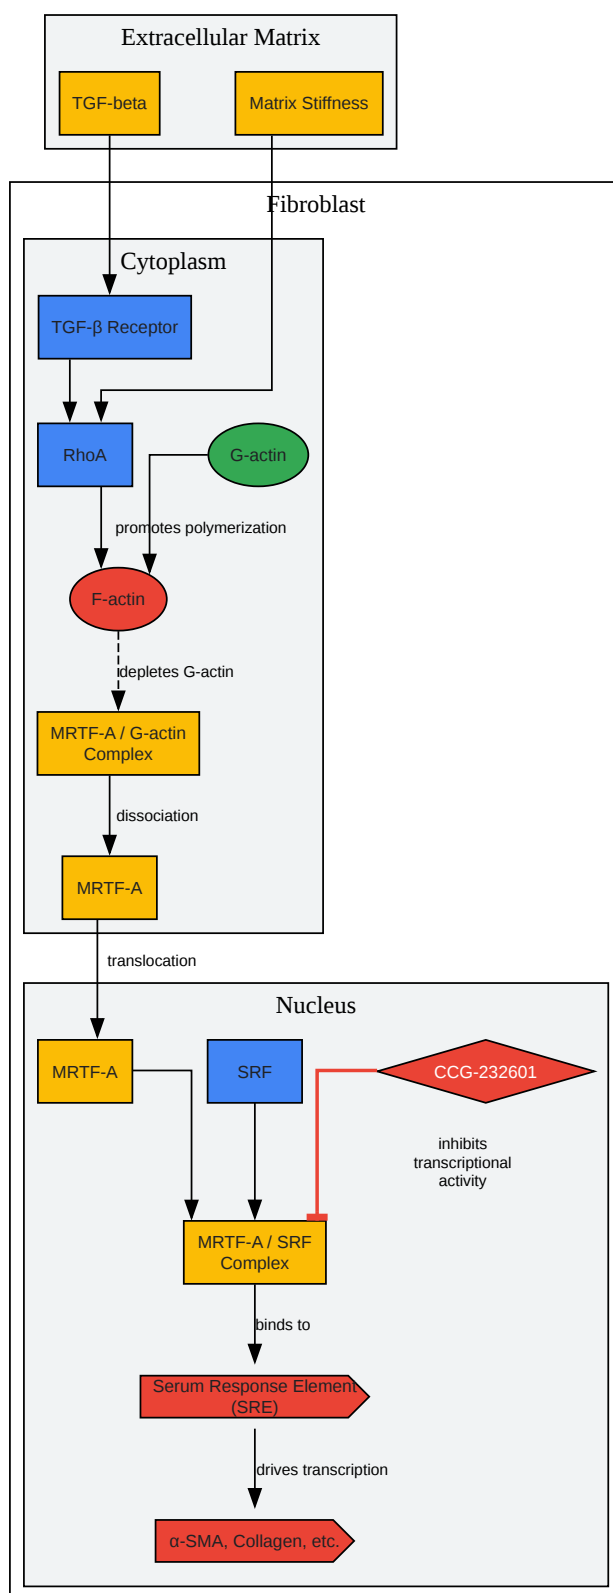 Extracellular Matrix
TGF-beta
Matrix Stiffness
Fibroblast
Cytoplasm
TGF-β Receptor
RhoA
G-actin
promotes polymerization
F-actin
depletes G-actin
MRTF-A / G-actin
Complex
dissociation
MRTF-A
translocation
Nucleus
MRTF-A
SRF
CCG-232601
inhibits
transcriptional
activity
MRTF-A / SRF
Complex
binds to
Serum Response Element
(SRE)
drives transcription
α-SMA, Collagen, etc.